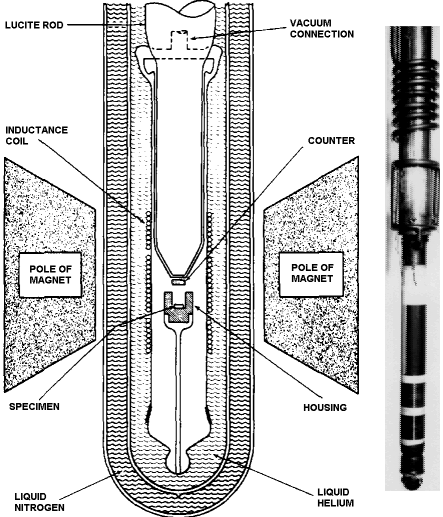 LUCITE ROD
VACUUM
CONNECTION
INDUCTANCE
COIL
COUNTER
POLE OF
MAGNET
POLE OF
MAGNET
SPECIMEN
HOUSING
LIQUID
NITROGEN
LIQUID
HELIUM